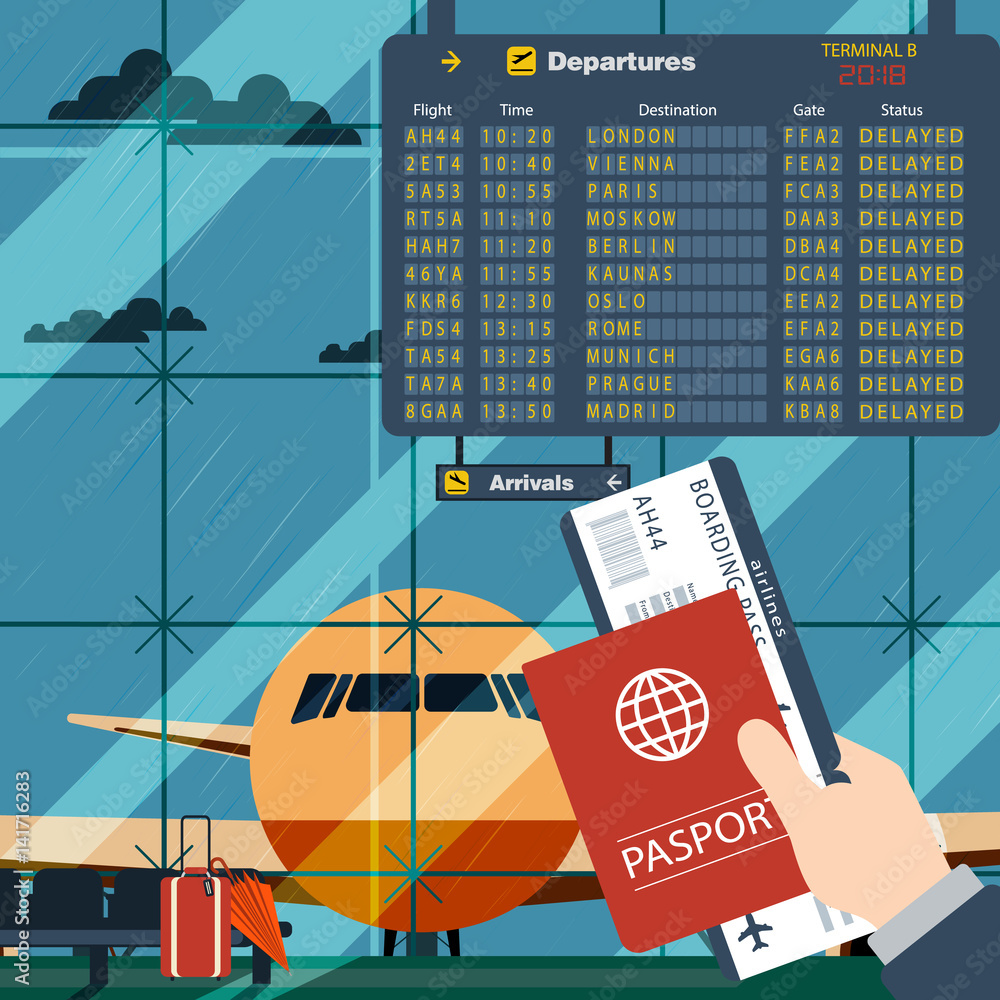 Departures
TERMINAL B
20:18
Flight Time Destination Gate Status
AH44 10:20 LONDON FFA2 DELAYED
2ET4 10:40 VIENNA FEA2 DELAYED
5A53 10:55 PARIS FCA3 DELAYED
RT5A 11:10 MOSKOW DAA3 DELAYED
HAH7 11:20 BERLIN DBA4 DELAYED
46YA 11:55 KAUNAS DCA4 DELAYED
KKR6 12:30 OSLO EEA2 DELAYED
FDS4 13:15 ROME EFA2 DELAYED
TA54 13:25 MUNICH EGA6 DELAYED
TA7A 13:40 PRAGUE KAA6 DELAYED
8GAA 13:50 MADRID KBA8 DELAYED
Arrivals
BOARDING PASS
airlines
AH44
Name
From
PASPORT
Adobe Stock | #141716283